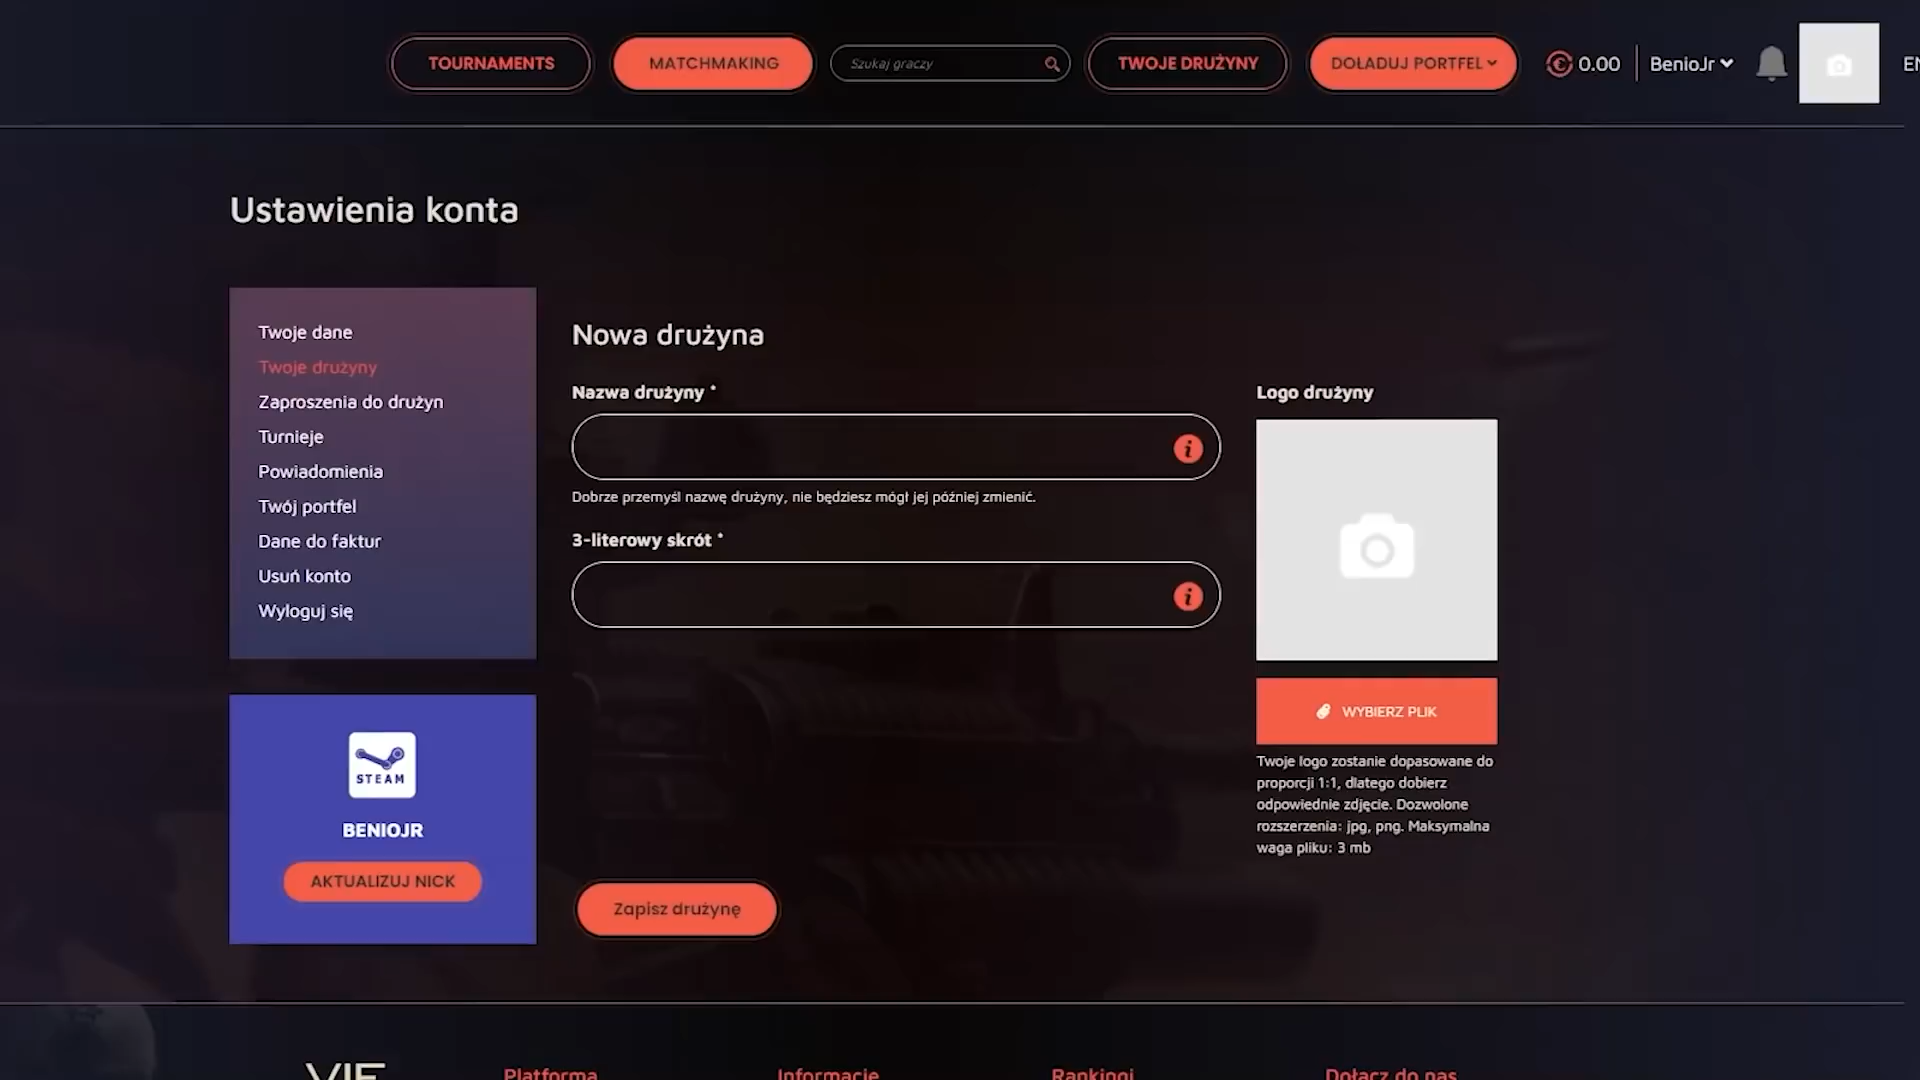 TOURNAMENTS
MATCHMAKING
Szukaj graczy
TWOJE DRUŻYNY
DOŁADUJ PORTFEL
0.00
BenioJr
EN
Ustawienia konta
Twoje dane
Twoje drużyny
Zaproszenia do drużyn
Turnieje
Powiadomienia
Twój portfel
Dane do faktur
Usuń konto
Wyloguj się
STEAM
BENIOJR
AKTUALIZUJ NICK
Nowa drużyna
Nazwa drużyny *
Dobrze przemyśl nazwę drużyny, nie będziesz mógł jej później zmienić.
3-literowy skrót *
Zapisz drużynę
Logo drużyny
WYBIERZ PLIK
Twoje logo zostanie dopasowane do
proporcji 1:1, dlatego dobierz
odpowiednie zdjęcie. Dozwolone
rozszerzenia: jpg, png. Maksymalna
waga pliku: 3 mb
Platforma
Informacje
Rankingi
Dołącz do nas